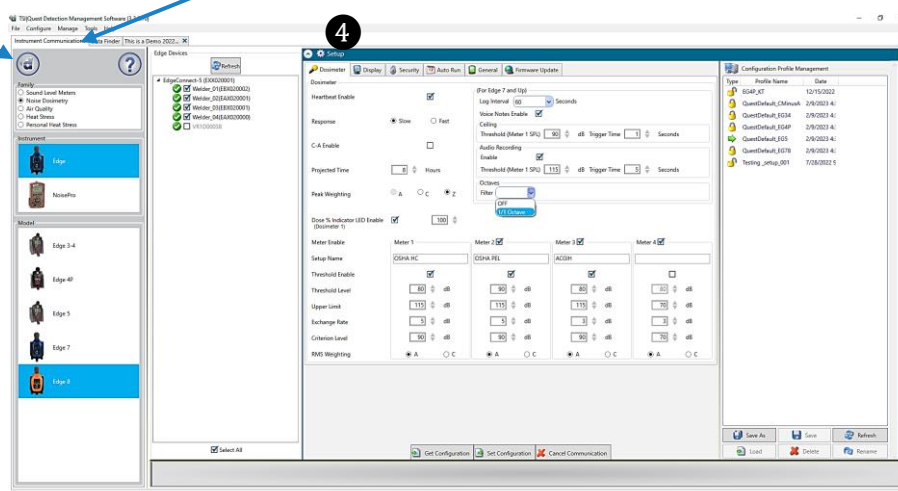 TSI(Quest Detection Management Software
File Configure Manage Tools
4
Instrument Communication Data Finder This is a Demo 2022...
?
Family
Sound Level Meters
Noise Dosimetry
Air Quality
Heat Stress
Personal Heat Stress
Instrument
Edge
NoisePro
Model
Edge 3-4
Edge 4P
Edge 5
Edge 7
Edge 8
Edge Devices
Refresh
EdgeConnect-5
Welder_01(EBX020002)
Welder_02(EBX020001)
Welder_03(EBX020001)
Welder_04(EAX020000)
Select All
Setup
Dosimeter Display Security Auto Run General Firmware Update
Dosimeter
Heartbeat Enable
Response Slow Fast
C-A Enable
Projected Time 8 Hours
Peak Weighting A C Z
Dose % Indicator LED Enable 100
(Dosimeter 1)
(For Edge 7 and Up)
Log Interval 60 Seconds
Voice Notes Enable
Ceiling
Threshold (Meter 1 SPL) 90 dB Trigger Time 1 Seconds
Audio Recording
Enable
Threshold (Meter 1 SPL) 115 dB Trigger Time 5 Seconds
Octaves
Filter
OFF
1/1 Octave
Meter Enable Meter 1 Meter 2 Meter 3 Meter 4
Setup Name OSHA HC OSHA PEL ACGIH
Threshold Enable
Threshold Level 80 dB 90 dB 80 dB 80 dB
Upper Limit 115 dB 115 dB 115 dB 70 dB
Exchange Rate 5 dB 5 dB 3 dB 3 dB
Criterion Level 90 dB 90 dB 90 dB 70 dB
RMS Weighting A C A C A C A C
Get Configuration Set Configuration Cancel Communication
Configuration Profile Management
Type Profile Name Date
EG4P_KT 12/15/2022
QuestDefault_CMinusA 2/9/2023 4:
QuestDefault_EG34 2/9/2023 4:
QuestDefault_EG4P 2/9/2023 4:
QuestDefault_EG5 2/9/2023 4:
QuestDefault_EG78 2/9/2023 4:
Testing _setup_001 7/28/2022
Save As Save Refresh
Load Delete Rename